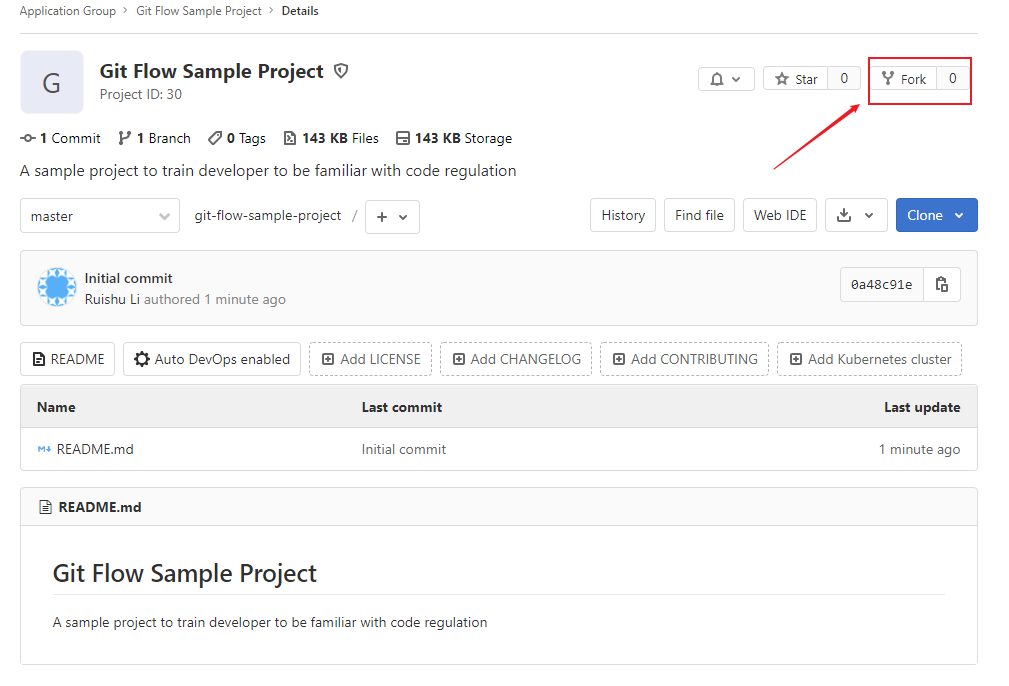 Application Group > Git Flow Sample Project > Details
G
Git Flow Sample Project
Project ID: 30
Star 0
Fork 0
1 Commit 1 Branch 0 Tags 143 KB Files 143 KB Storage
A sample project to train developer to be familiar with code regulation
master git-flow-sample-project / + History Find file Web IDE Clone
Initial commit
Ruishu Li authored 1 minute ago
0a48c91e
README Auto DevOps enabled Add LICENSE Add CHANGELOG Add CONTRIBUTING Add Kubernetes cluster
Name Last commit Last update
M README.md Initial commit 1 minute ago
README.md
Git Flow Sample Project
A sample project to train developer to be familiar with code regulation